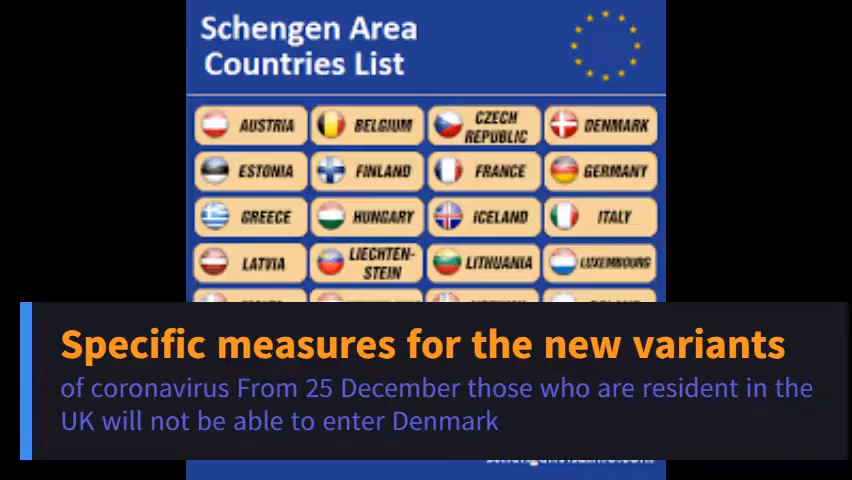 Schengen Area
Countries List
AUSTRIA
BELGIUM
CZECH
REPUBLIC
DENMARK
ESTONIA
FINLAND
FRANCE
GERMANY
GREECE
HUNGARY
ICELAND
ITALY
LATVIA
LIECHTEN-
STEIN
LITHUANIA
LUXEMBOURG
Specific measures for the new variants
of coronavirus From 25 December those who are resident in the
UK will not be able to enter Denmark